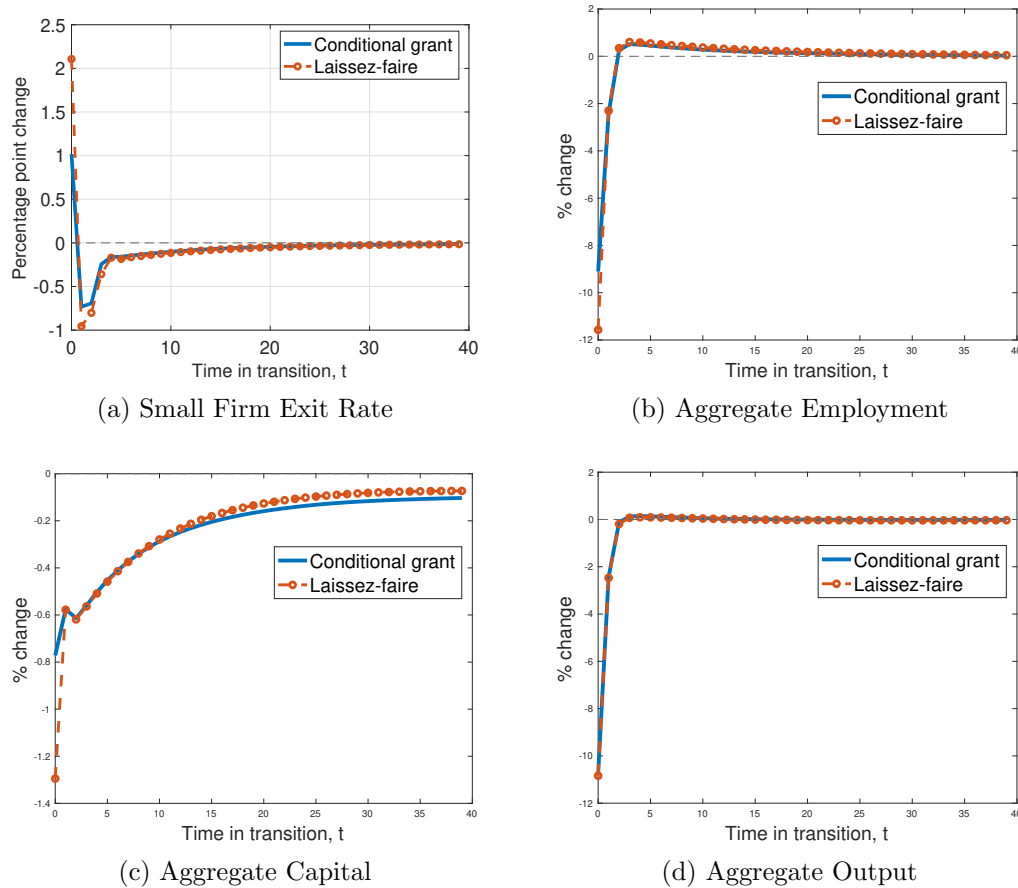 2.5
2
1.5
1
0.5
0
-0.5
-1
Percentage point change
Conditional grant
Laissez-faire
0 10 20 30 40
Time in transition, t
(a) Small Firm Exit Rate
2
0
-2
-4
-6
-8
-10
-12
% change
Conditional grant
Laissez-faire
0 5 10 15 20 25 30 35 40
Time in transition, t
(b) Aggregate Employment
0
-0.2
-0.4
-0.6
-0.8
-1
-1.2
-1.4
% change
Conditional grant
Laissez-faire
0 5 10 15 20 25 30 35 40
Time in transition, t
(c) Aggregate Capital
2
0
-2
-4
-6
-8
-10
-12
% change
Conditional grant
Laissez-faire
0 5 10 15 20 25 30 35 40
Time in transition, t
(d) Aggregate Output